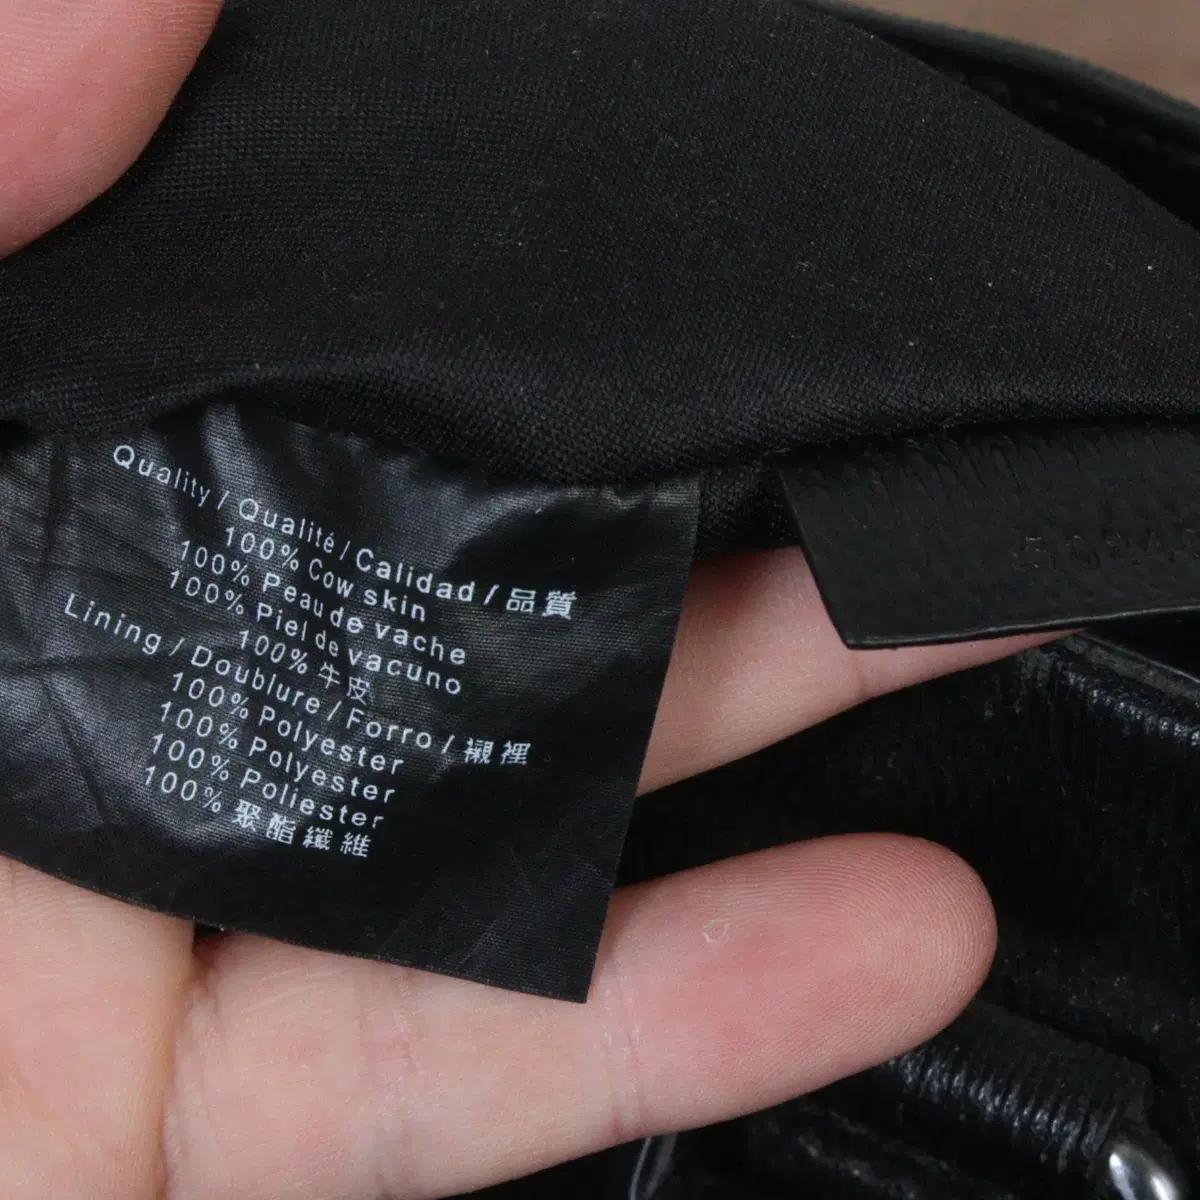 Quality / Qualité / Calidad / 品質
100% Cow skin
100% Peau de vache
100% Piel de vacuno
100% 牛皮
Lining / Doublure / Forro / 襯裡
100% Polyester
100% Polyester
100% Poliester
100% 聚酯纖維